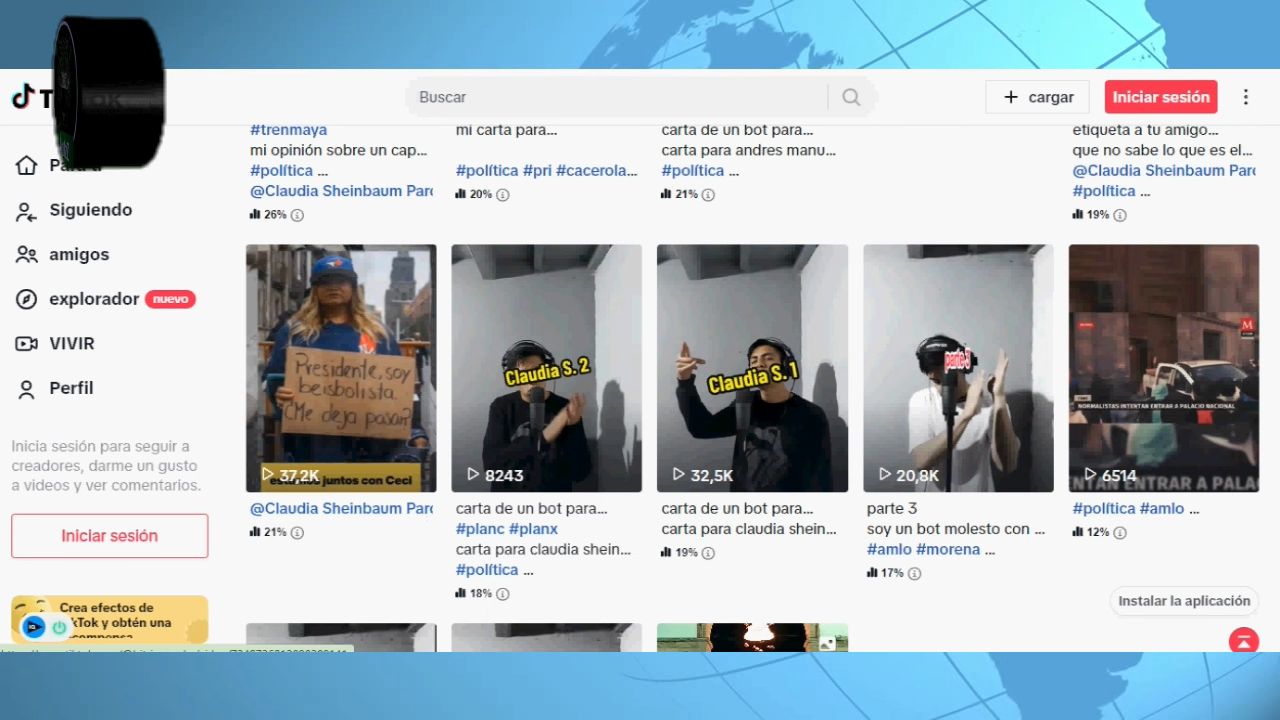 Buscar
cargar
Iniciar sesión
#trenmaya
mi opinión sobre un cap...
#política ...
@Claudia Sheinbaum Parc
26%
mi carta para...
#política #pri #cacerola...
20%
carta de un bot para...
carta para andres manu...
#política ...
21%
etiqueta a tu amigo...
que no sabe lo que es el...
@Claudia Sheinbaum Parc
#política ...
19%
Siguiendo
amigos
explorador nuevo
VIVIR
Perfil
Inicia sesión para seguir a
creadores, darme un gusto
a videos y ver comentarios.
Iniciar sesión
Crea efectos de
kTok y obtén una
Presidente, soy
beisbolista.
¿Me deja pasar?
37,2K
juntos con Ceci
@Claudia Sheinbaum Parc
21%
Claudia S. 2
8243
carta de un bot para...
#planc #planx
carta para claudia shein...
#política ...
18%
Claudia S. 1
32,5K
carta de un bot para...
carta para claudia shein...
19%
parte 3
20,8K
parte 3
soy un bot molesto con ...
#amlo #morena ...
17%
M
NORMALISTAS INTENTAN ENTRAR A PALACIO NACIONAL
6514
NTAN ENTRAR A PALA
#política #amlo ...
12%
Instalar la aplicación